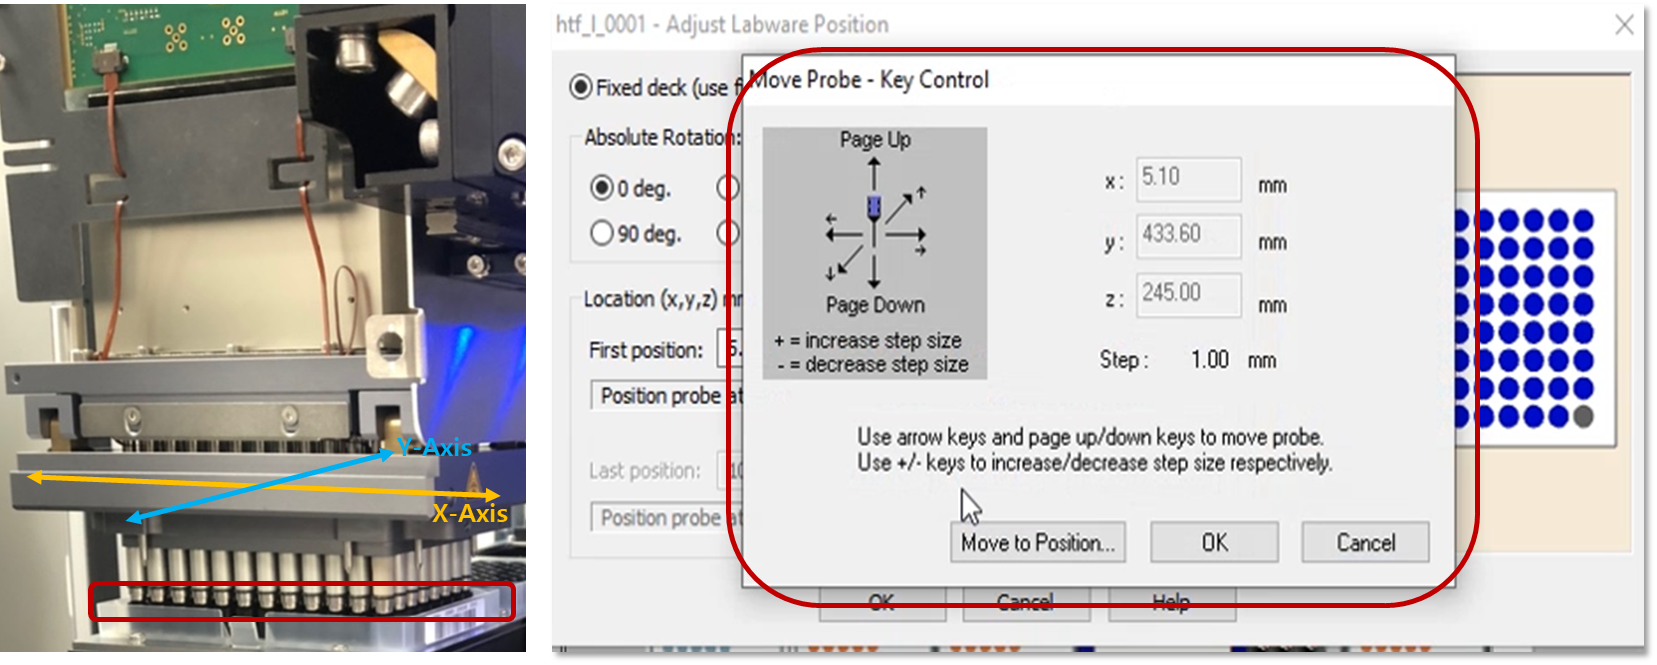 Y-Axis
X-Axis
htf_l_0001 - Adjust Labware Position
Fixed deck (use f
Absolute Rotation:
0 deg.
90 deg.
Location (x,y,z) m
First position:
5.
Position probe at
Last position:
10
Position probe at
OK
Cancel
Help
Move Probe - Key Control
Page Up
Page Down
+ = increase step size
- = decrease step size
x: 5.10 mm
y: 433.60 mm
z: 245.00 mm
Step: 1.00 mm
Use arrow keys and page up/down keys to move probe.
Use +/- keys to increase/decrease step size respectively.
Move to Position...
OK
Cancel